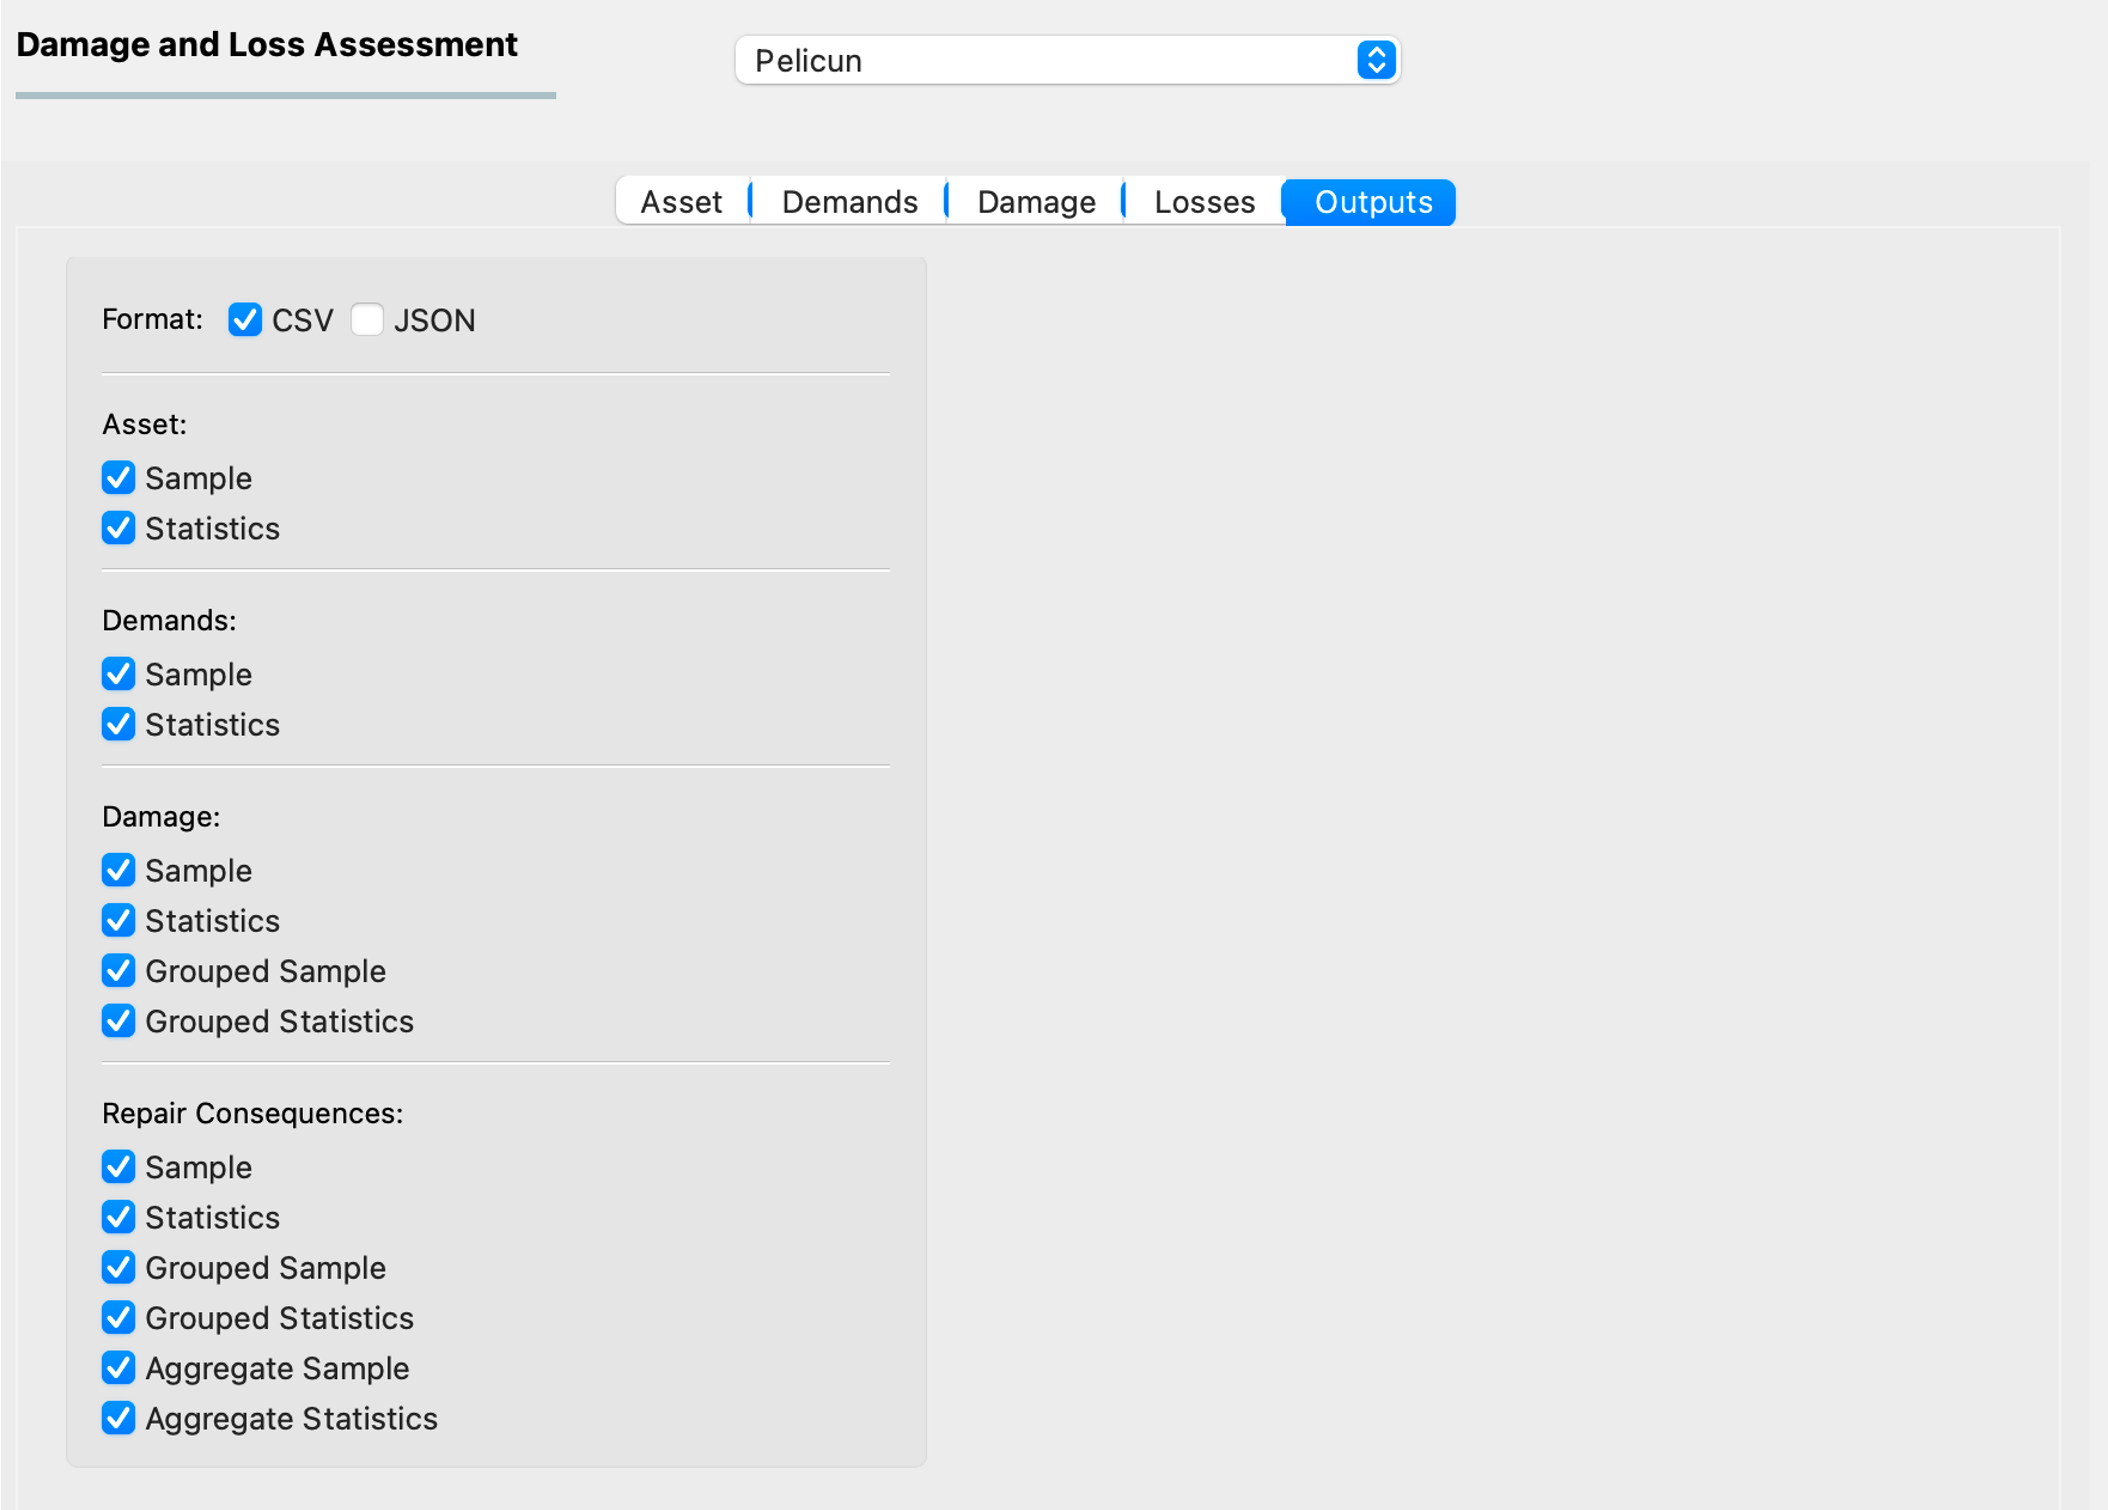 Damage and Loss Assessment
Pelicun
Asset Demands Damage Losses Outputs
Format: CSV JSON
Asset:
Sample
Statistics
Demands:
Sample
Statistics
Damage:
Sample
Statistics
Grouped Sample
Grouped Statistics
Repair Consequences:
Sample
Statistics
Grouped Sample
Grouped Statistics
Aggregate Sample
Aggregate Statistics